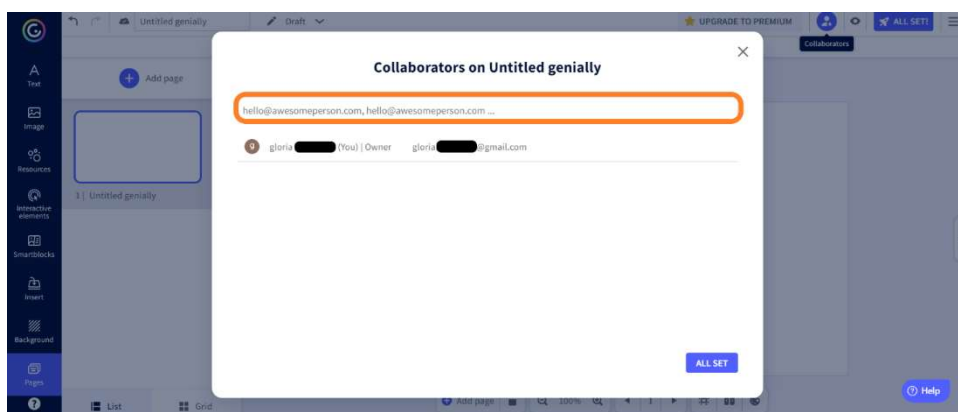 Untitled genially
Draft
UPGRADE TO PREMIUM
ALL SET!
Collaborators
Text
Image
Resources
Interactive
elements
Smartblocks
Insert
Background
Pages
Add page
1 | Untitled genially
List
Grid
Collaborators on Untitled genially
hello@awesomeperson.com, hello@awesomeperson.com ...
g gloria (You) | Owner gloria @gmail.com
ALL SET
Add page 100% 1
? Help